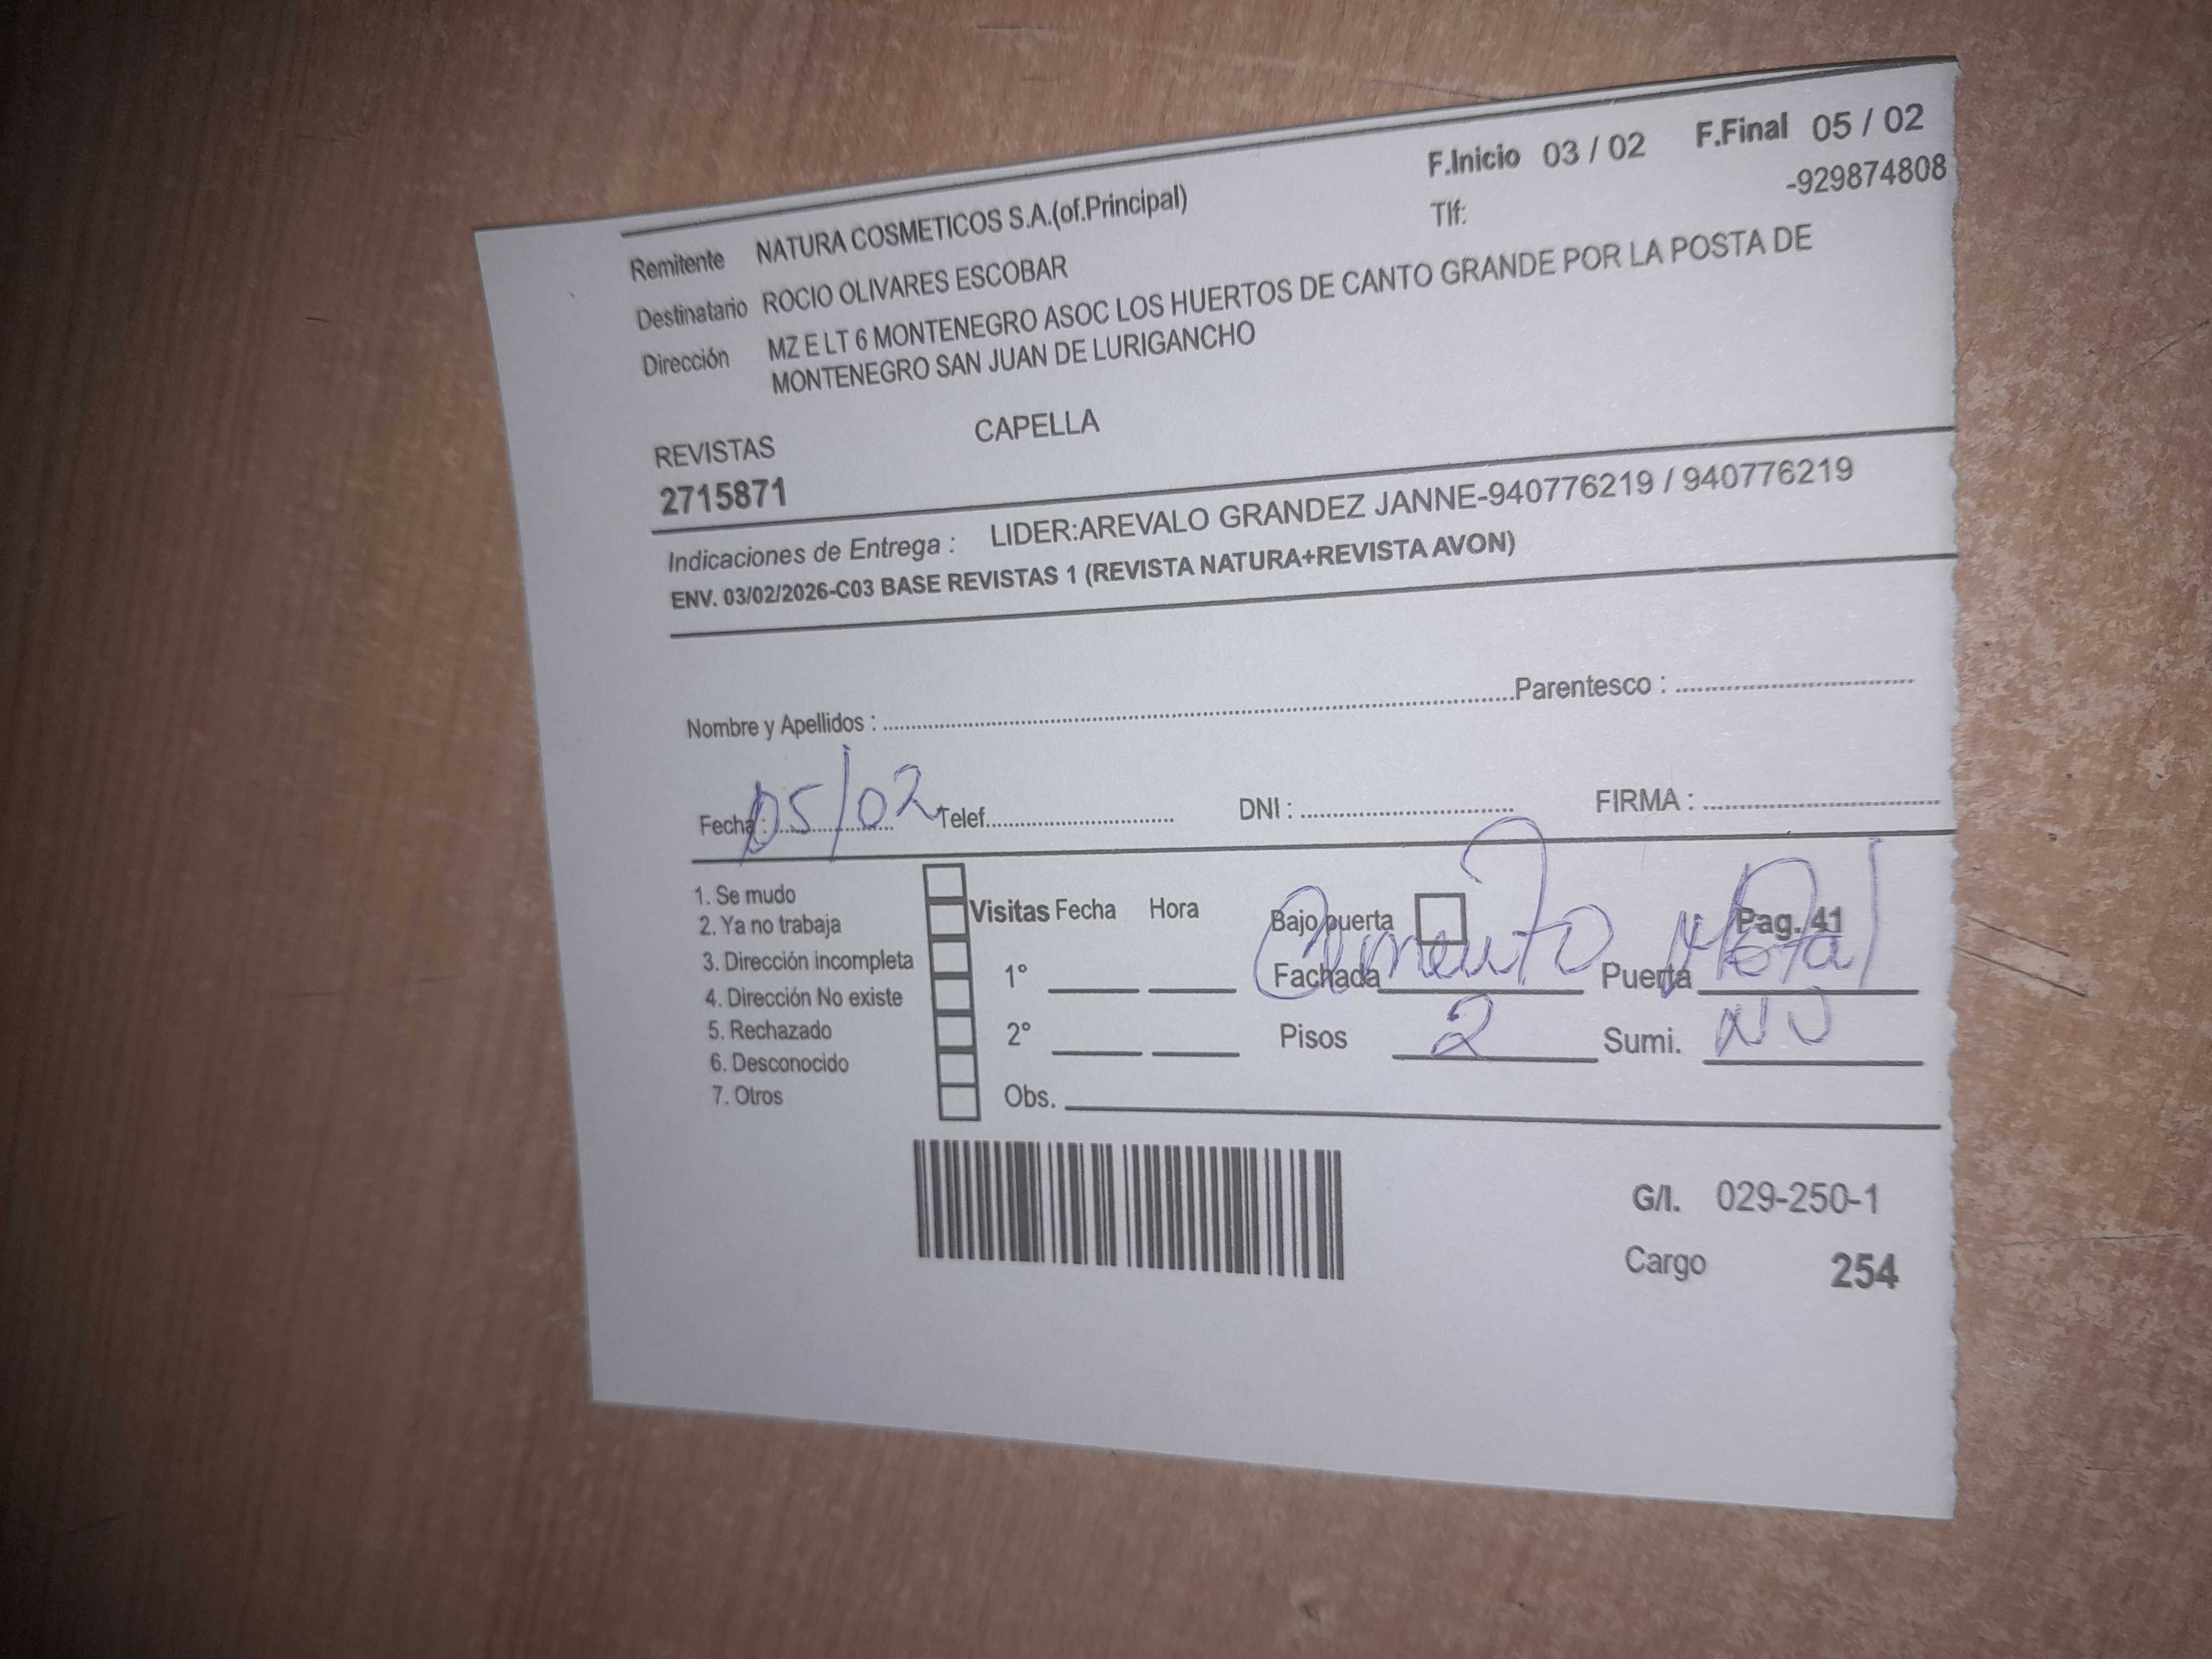 F.Inicio 03 / 02 F.Final 05 / 02
Remitente NATURA COSMETICOS S.A.(of.Principal) Tlf: -929874808
Destinatario ROCIO OLIVARES ESCOBAR
Dirección MZ E LT 6 MONTENEGRO ASOC LOS HUERTOS DE CANTO GRANDE POR LA POSTA DE
MONTENEGRO SAN JUAN DE LURIGANCHO
REVISTAS CAPELLA
2715871
Indicaciones de Entrega : LIDER:AREVALO GRANDEZ JANNE-940776219 / 940776219
ENV. 03/02/2026-C03 BASE REVISTAS 1 (REVISTA NATURA+REVISTA AVON)
Nombre y Apellidos : Parentesco :
Fecha : 05/02 Telef. DNI : FIRMA :
1. Se mudo
2. Ya no trabaja
3. Dirección incompleta
4. Dirección No existe
5. Rechazado
6. Desconocido
7. Otros
Visitas Fecha Hora Bajo puerta Pag. 41
1° Fachada Cemento Puerta Metal
2° Pisos 2 Sumi.
Obs.
G/I. 029-250-1
Cargo 254